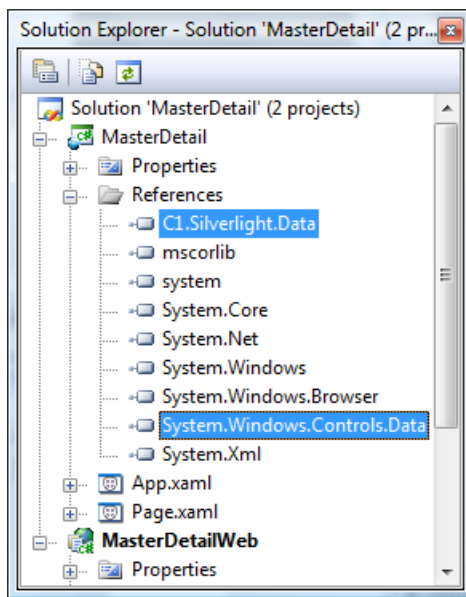 Solution Explorer - Solution 'MasterDetail' (2 pr...
Solution 'MasterDetail' (2 projects)
MasterDetail
Properties
References
C1.Silverlight.Data
mscorlib
system
System.Core
System.Net
System.Windows
System.Windows.Browser
System.Windows.Controls.Data
System.Xml
App.xaml
Page.xaml
MasterDetailWeb
Properties